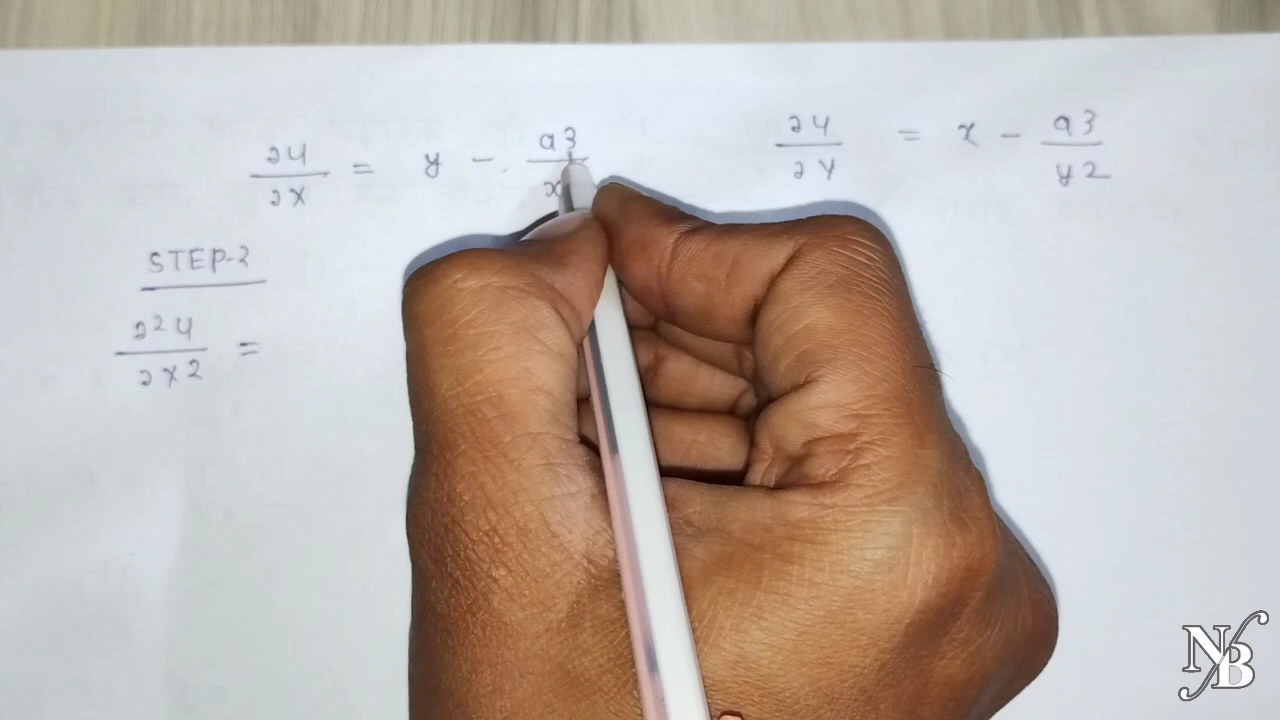 ∂u/∂x = y - a3/x
∂u/∂y = x - a3/y2
STEP-2
∂²u/∂x2 =
NB